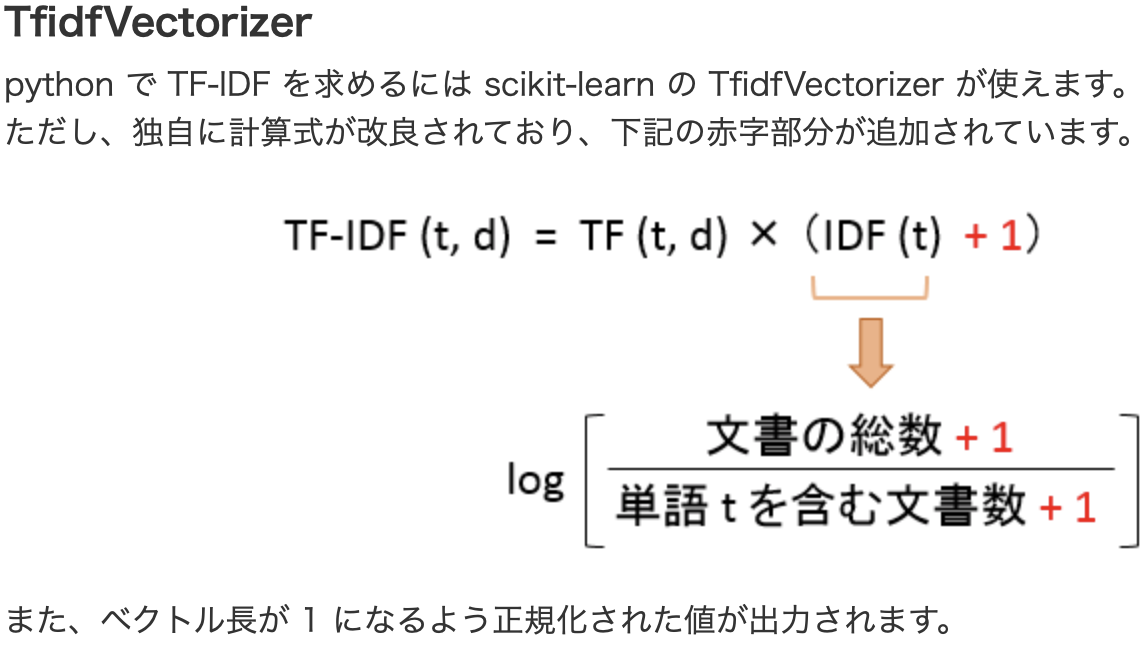 TfidfVectorizer
python で TF-IDF を求めるには scikit-learn の TfidfVectorizer が使えます。
ただし、独自に計算式が改良されており、下記の赤字部分が追加されています。
TF-IDF (t, d) = TF (t, d) ×（IDF (t) + 1）
文書の総数 + 1
log
単語 t を含む文書数 + 1
また、ベクトル長が 1 になるよう正規化された値が出力されます。